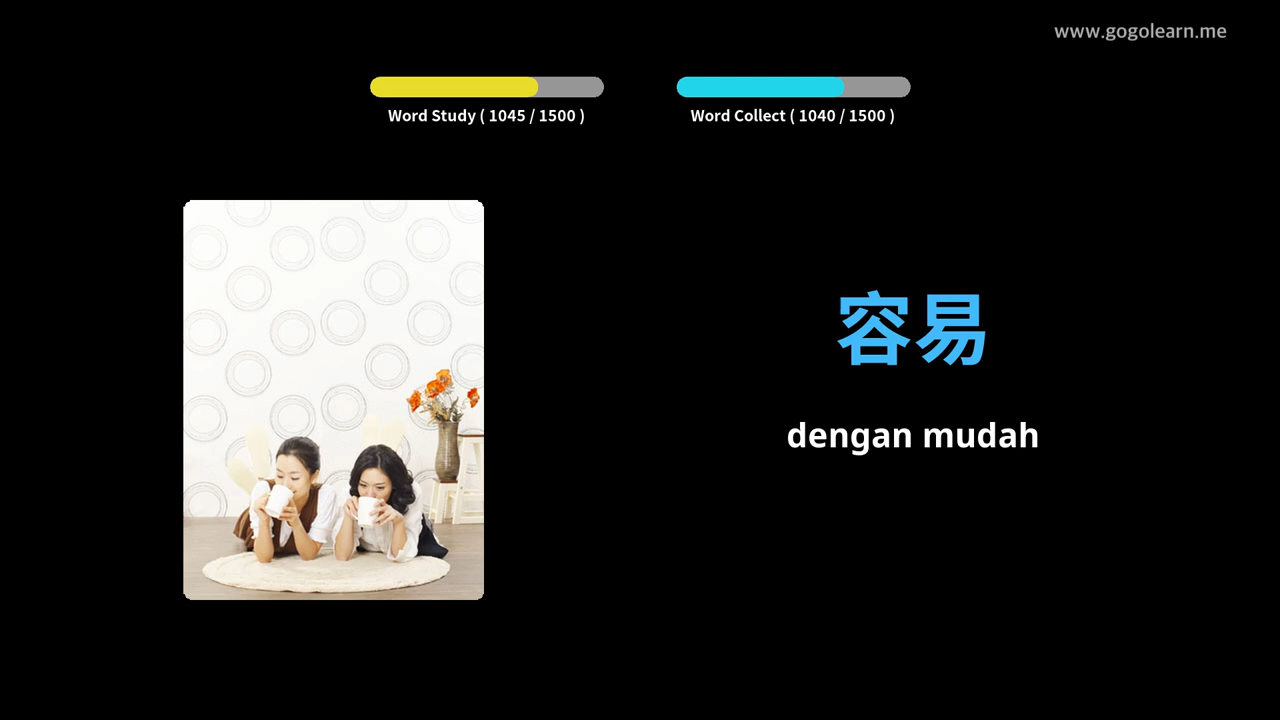 www.gogolearn.me
Word Study ( 1045 / 1500 )
Word Collect ( 1040 / 1500 )
容易
dengan mudah